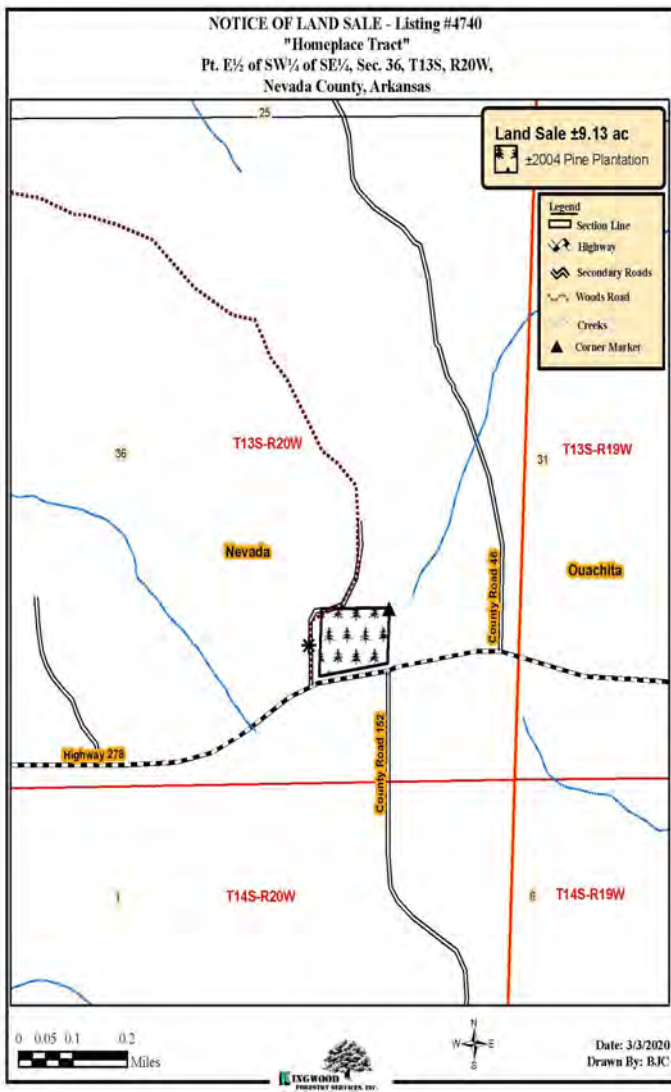 NOTICE OF LAND SALE - Listing #4740
"Homeplace Tract"
Pt. E½ of SW¼ of SE¼, Sec. 36, T13S, R20W,
Nevada County, Arkansas
25
Land Sale ±9.13 ac
±2004 Pine Plantation
Legend
Section Line
Highway
Secondary Roads
Woods Road
Creeks
Corner Marker
36
T13S-R20W
31
T13S-R19W
Nevada
County Road 46
Ouachita
Highway 278
County Road 152
1
T14S-R20W
6
T14S-R19W
0 0.05 0.1 0.2
Miles
N
W E
S
KINGWOOD
FORESTRY SERVICES, INC.
Date: 3/3/2020
Drawn By: BJC